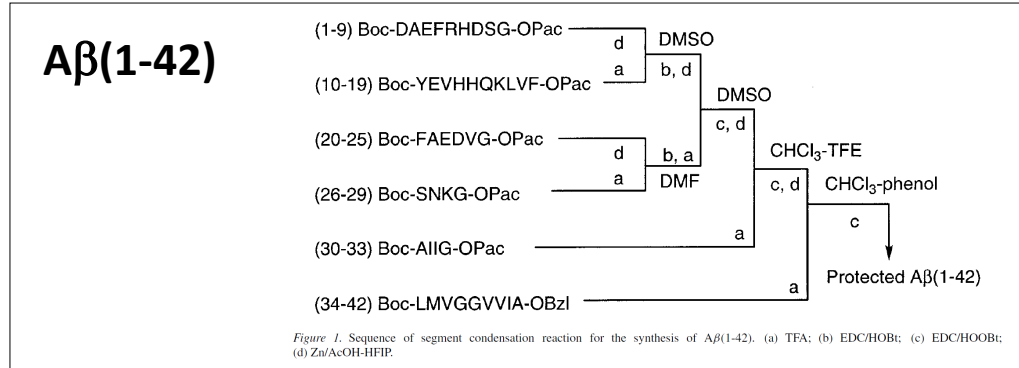 Aβ(1-42)
(1-9) Boc-DAEFRHDSG-OPac
d
DMSO
a
b, d
(10-19) Boc-YEVHHQKLVF-OPac
DMSO
c, d
(20-25) Boc-FAEDVG-OPac
d
b, a
CHCl₃-TFE
a
DMF
c, d
CHCl₃-phenol
(26-29) Boc-SNKG-OPac
c
a
(30-33) Boc-AIIG-OPac
Protected Aβ(1-42)
a
(34-42) Boc-LMVGGVVIA-OBzl
Figure 1. Sequence of segment condensation reaction for the synthesis of Aβ(1-42). (a) TFA; (b) EDC/HOBt; (c) EDC/HOOBt;
(d) Zn/AcOH-HFIP.